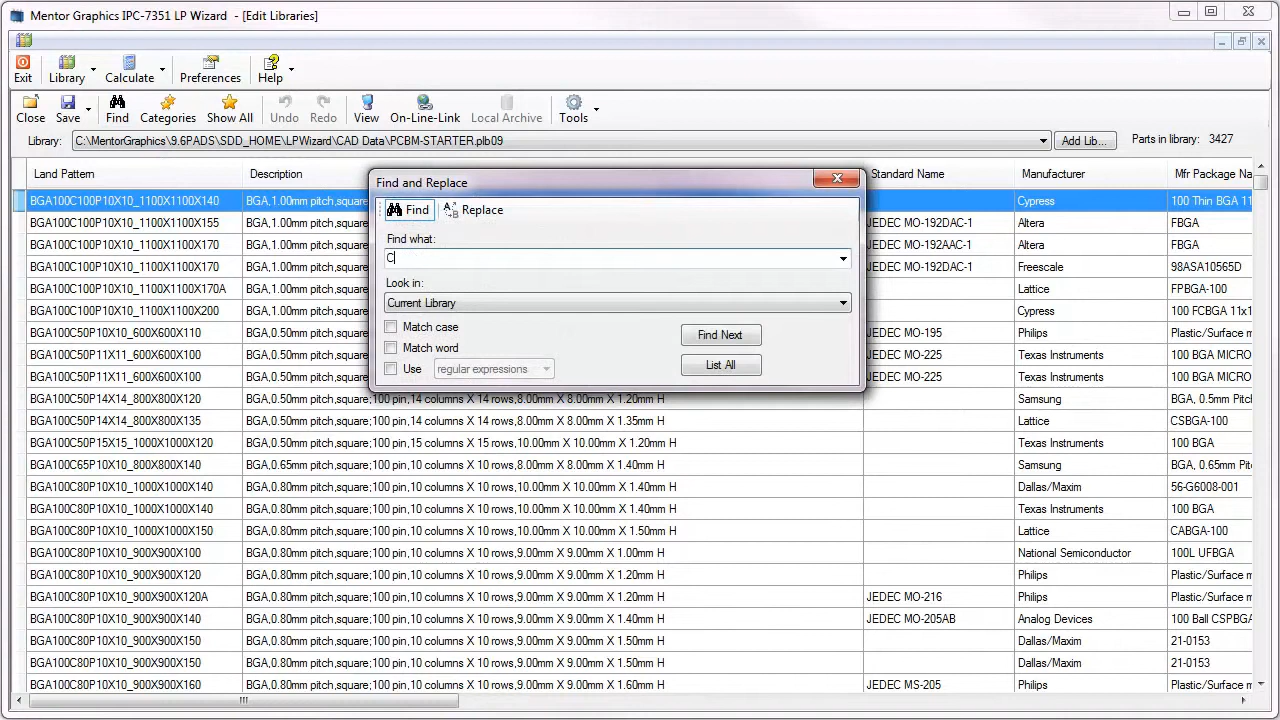 Mentor Graphics IPC-7351 LP Wizard - [Edit Libraries]
Exit Library Calculate Preferences Help
Close Save Find Categories Show All Undo Redo View On-Line-Link Local Archive Tools
Library: C:\MentorGraphics\9.6PADS\SDD_HOME\LPWizard\CAD Data\PCBM-STARTER.plb09 Add Lib... Parts in library: 3427
Land Pattern Description Standard Name Manufacturer Mfr Package Na
Find and Replace
Find Replace
Find what:
C
Look in:
Current Library
Match case
Match word
Use regular expressions
Find Next
List All
BGA100C100P10X10_1100X1100X140 BGA,1.00mm pitch,square Cypress 100 Thin BGA 11
BGA100C100P10X10_1100X1100X155 BGA,1.00mm pitch,square JEDEC MO-192DAC-1 Altera FBGA
BGA100C100P10X10_1100X1100X170 BGA,1.00mm pitch,square JEDEC MO-192AAC-1 Altera FBGA
BGA100C100P10X10_1100X1100X170 BGA,1.00mm pitch,square JEDEC MO-192DAC-1 Freescale 98ASA10565D
BGA100C100P10X10_1100X1100X170A BGA,1.00mm pitch,square Lattice FPBGA-100
BGA100C100P10X10_1100X1100X200 BGA,1.00mm pitch,square Cypress 100 FCBGA 11x1
BGA100C50P10X10_600X600X110 BGA,0.50mm pitch,square JEDEC MO-195 Philips Plastic/Surface m
BGA100C50P11X11_600X600X100 BGA,0.50mm pitch,square JEDEC MO-225 Texas Instruments 100 BGA MICRO
BGA100C50P11X11_600X600X100 BGA,0.50mm pitch,square JEDEC MO-225 Texas Instruments 100 BGA MICRO
BGA100C50P14X14_800X800X120 BGA,0.50mm pitch,square;100 pin,14 columns X 14 rows,8.00mm X 8.00mm X 1.20mm H Samsung BGA, 0.5mm Pitc
BGA100C50P14X14_800X800X135 BGA,0.50mm pitch,square;100 pin,14 columns X 14 rows,8.00mm X 8.00mm X 1.35mm H Lattice CSBGA-100
BGA100C50P15X15_1000X1000X120 BGA,0.50mm pitch,square;100 pin,15 columns X 15 rows,10.00mm X 10.00mm X 1.20mm H Texas Instruments 100 BGA
BGA100C65P10X10_800X800X140 BGA,0.65mm pitch,square;100 pin,10 columns X 10 rows,8.00mm X 8.00mm X 1.40mm H Samsung BGA, 0.65mm Pit
BGA100C80P10X10_1000X1000X140 BGA,0.80mm pitch,square;100 pin,10 columns X 10 rows,10.00mm X 10.00mm X 1.40mm H Dallas/Maxim 56-G6008-001
BGA100C80P10X10_1000X1000X140 BGA,0.80mm pitch,square;100 pin,10 columns X 10 rows,10.00mm X 10.00mm X 1.40mm H Texas Instruments 100 BGA
BGA100C80P10X10_1000X1000X150 BGA,0.80mm pitch,square;100 pin,10 columns X 10 rows,10.00mm X 10.00mm X 1.50mm H Lattice CABGA-100
BGA100C80P10X10_900X900X100 BGA,0.80mm pitch,square;100 pin,10 columns X 10 rows,9.00mm X 9.00mm X 1.00mm H National Semiconductor 100L UFBGA
BGA100C80P10X10_900X900X120 BGA,0.80mm pitch,square;100 pin,10 columns X 10 rows,9.00mm X 9.00mm X 1.20mm H Philips Plastic/Surface m
BGA100C80P10X10_900X900X120A BGA,0.80mm pitch,square;100 pin,10 columns X 10 rows,9.00mm X 9.00mm X 1.20mm H JEDEC MO-216 Philips Plastic/Surface m
BGA100C80P10X10_900X900X140 BGA,0.80mm pitch,square;100 pin,10 columns X 10 rows,9.00mm X 9.00mm X 1.40mm H JEDEC MO-205AB Analog Devices 100 Ball CSPBGA
BGA100C80P10X10_900X900X150 BGA,0.80mm pitch,square;100 pin,10 columns X 10 rows,9.00mm X 9.00mm X 1.50mm H Dallas/Maxim 21-0153
BGA100C80P10X10_900X900X150 BGA,0.80mm pitch,square;100 pin,10 columns X 10 rows,9.00mm X 9.00mm X 1.50mm H Dallas/Maxim 21-0153
BGA100C80P10X10_900X900X160 BGA,0.80mm pitch,square;100 pin,10 columns X 10 rows,9.00mm X 9.00mm X 1.60mm H JEDEC MS-205 Philips Plastic/Surface m